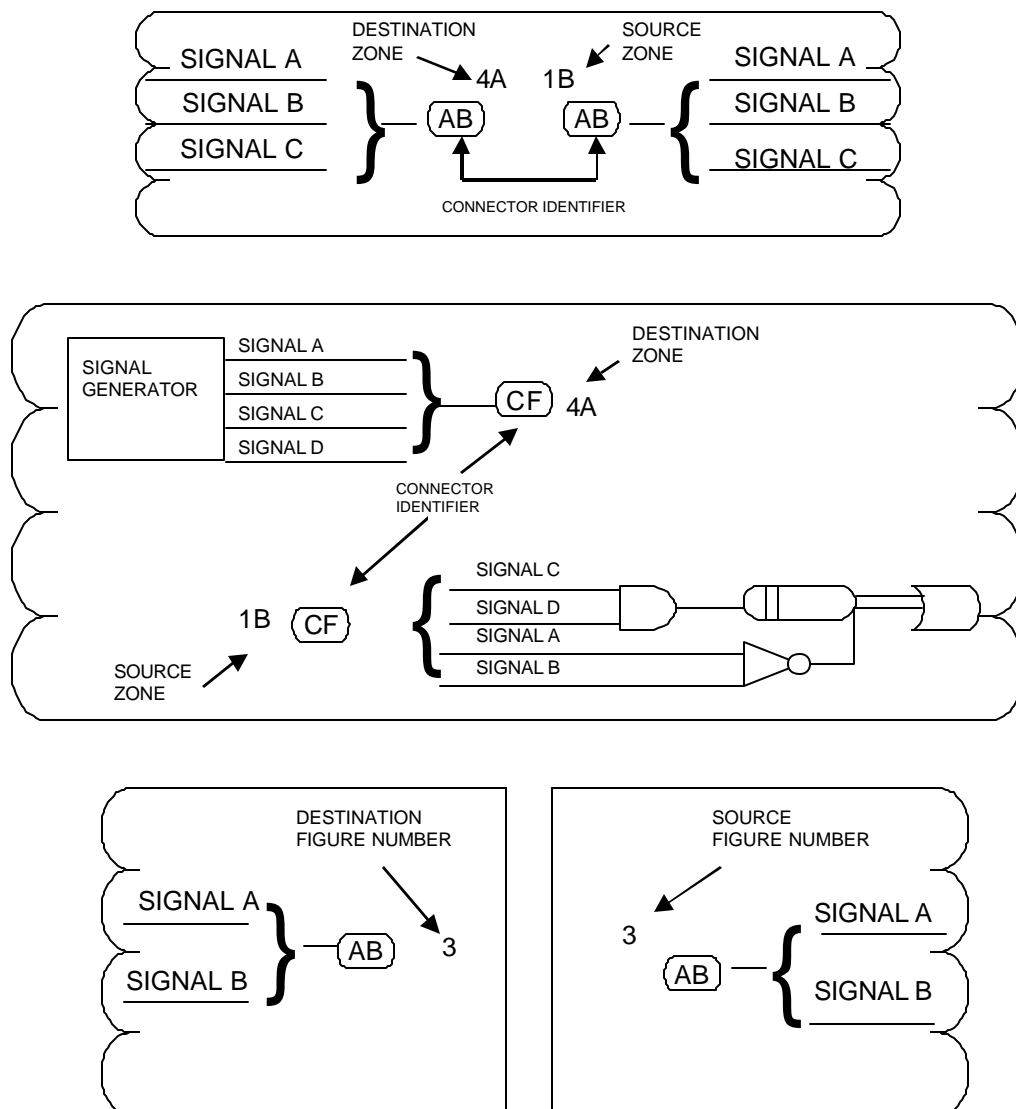 DESTINATION
ZONE
SOURCE
ZONE
SIGNAL A
SIGNAL B
SIGNAL C
4A
1B
AB
AB
SIGNAL A
SIGNAL B
SIGNAL C
CONNECTOR IDENTIFIER
SIGNAL
GENERATOR
SIGNAL A
SIGNAL B
SIGNAL C
SIGNAL D
CF
4A
DESTINATION
ZONE
CONNECTOR
IDENTIFIER
1B
CF
SOURCE
ZONE
SIGNAL C
SIGNAL D
SIGNAL A
SIGNAL B
DESTINATION
FIGURE NUMBER
SIGNAL A
SIGNAL B
AB
3
SOURCE
FIGURE NUMBER
3
AB
SIGNAL A
SIGNAL B